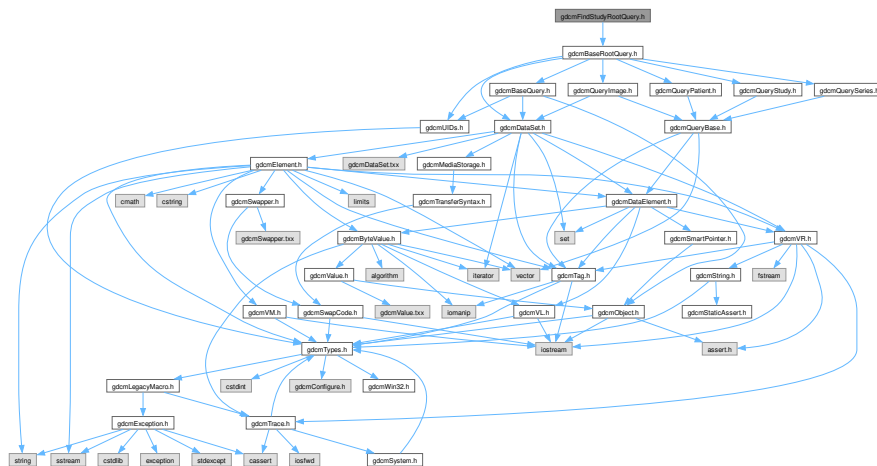 gdcmFindStudyRootQuery.h
gdcmBaseRootQuery.h
gdcmBaseQuery.h
gdcmQueryImage.h
gdcmQueryPatient.h
gdcmQueryStudy.h
gdcmQuerySeries.h
gdcmUIDs.h
gdcmDataSet.h
gdcmQueryBase.h
gdcmElement.h
gdcmDataSet.txx
gdcmMediaStorage.h
cmath
cstring
gdcmSwapper.h
limits
gdcmTransferSyntax.h
gdcmDataElement.h
gdcmSwapper.txx
gdcmByteValue.h
set
gdcmSmartPointer.h
gdcmVR.h
gdcmValue.h
algorithm
iterator
vector
gdcmTag.h
gdcmString.h
fstream
gdcmVM.h
gdcmSwapCode.h
gdcmValue.txx
iomanip
gdcmVL.h
gdcmObject.h
gdcmStaticAssert.h
gdcmTypes.h
iostream
assert.h
gdcmLegacyMacro.h
cstdint
gdcmConfigure.h
gdcmWin32.h
gdcmException.h
gdcmTrace.h
string
sstream
cstdlib
exception
stdexcept
cassert
iosfwd
gdcmSystem.h